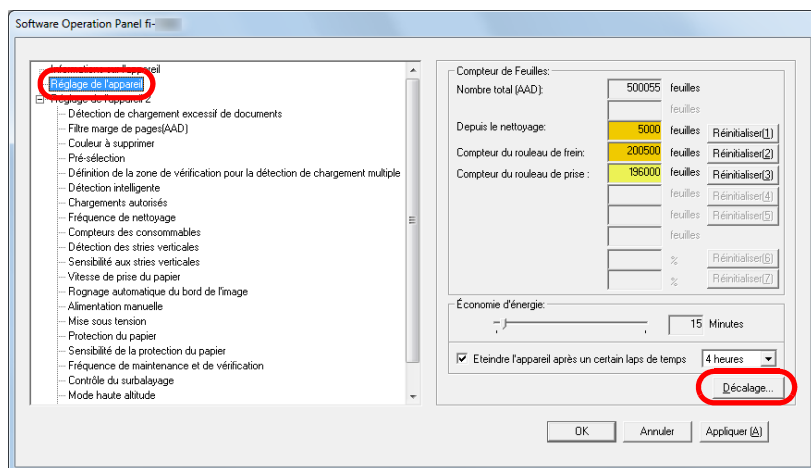 Software Operation Panel fi-
Informations sur l'appareil
Réglage de l'appareil
Réglage de l'appareil 2
Détection de chargement excessif de documents
Filtre marge de pages(AAD)
Couleur à supprimer
Pré-sélection
Définition de la zone de vérification pour la détection de chargement multiple
Détection intelligente
Chargements autorisés
Fréquence de nettoyage
Compteurs des consommables
Détection des stries verticales
Sensibilité aux stries verticales
Vitesse de prise du papier
Rognage automatique du bord de l'image
Alimentation manuelle
Mise sous tension
Protection du papier
Sensibilité de la protection du papier
Fréquence de maintenance et de vérification
Contrôle du surbalayage
Mode haute altitude
Compteur de Feuilles:
Nombre total (AAD): 500055 feuilles
feuilles
Depuis le nettoyage: 5000 feuilles Réinitialiser(1)
Compteur du rouleau de frein: 200500 feuilles Réinitialiser(2)
Compteur du rouleau de prise : 196000 feuilles Réinitialiser(3)
feuilles Réinitialiser(4)
feuilles Réinitialiser(5)
feuilles
% Réinitialiser(6)
% Réinitialiser(7)
Économie d'énergie:
15 Minutes
Eteindre l'appareil après un certain laps de temps 4 heures
Décalage...
OK Annuler Appliquer (A)